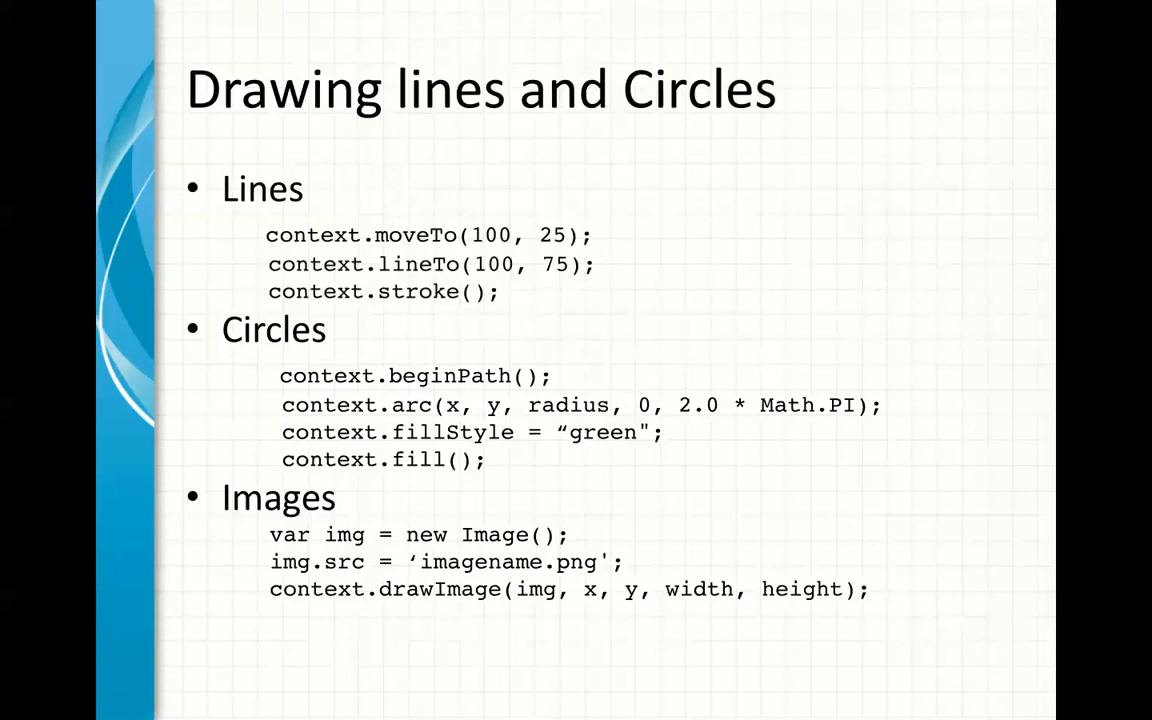 Drawing lines and Circles
• Lines
context.moveTo(100, 25);
context.lineTo(100, 75);
context.stroke();
• Circles
context.beginPath();
context.arc(x, y, radius, 0, 2.0 * Math.PI);
context.fillStyle = “green";
context.fill();
• Images
var img = new Image();
img.src = ‘imagename.png';
context.drawImage(img, x, y, width, height);